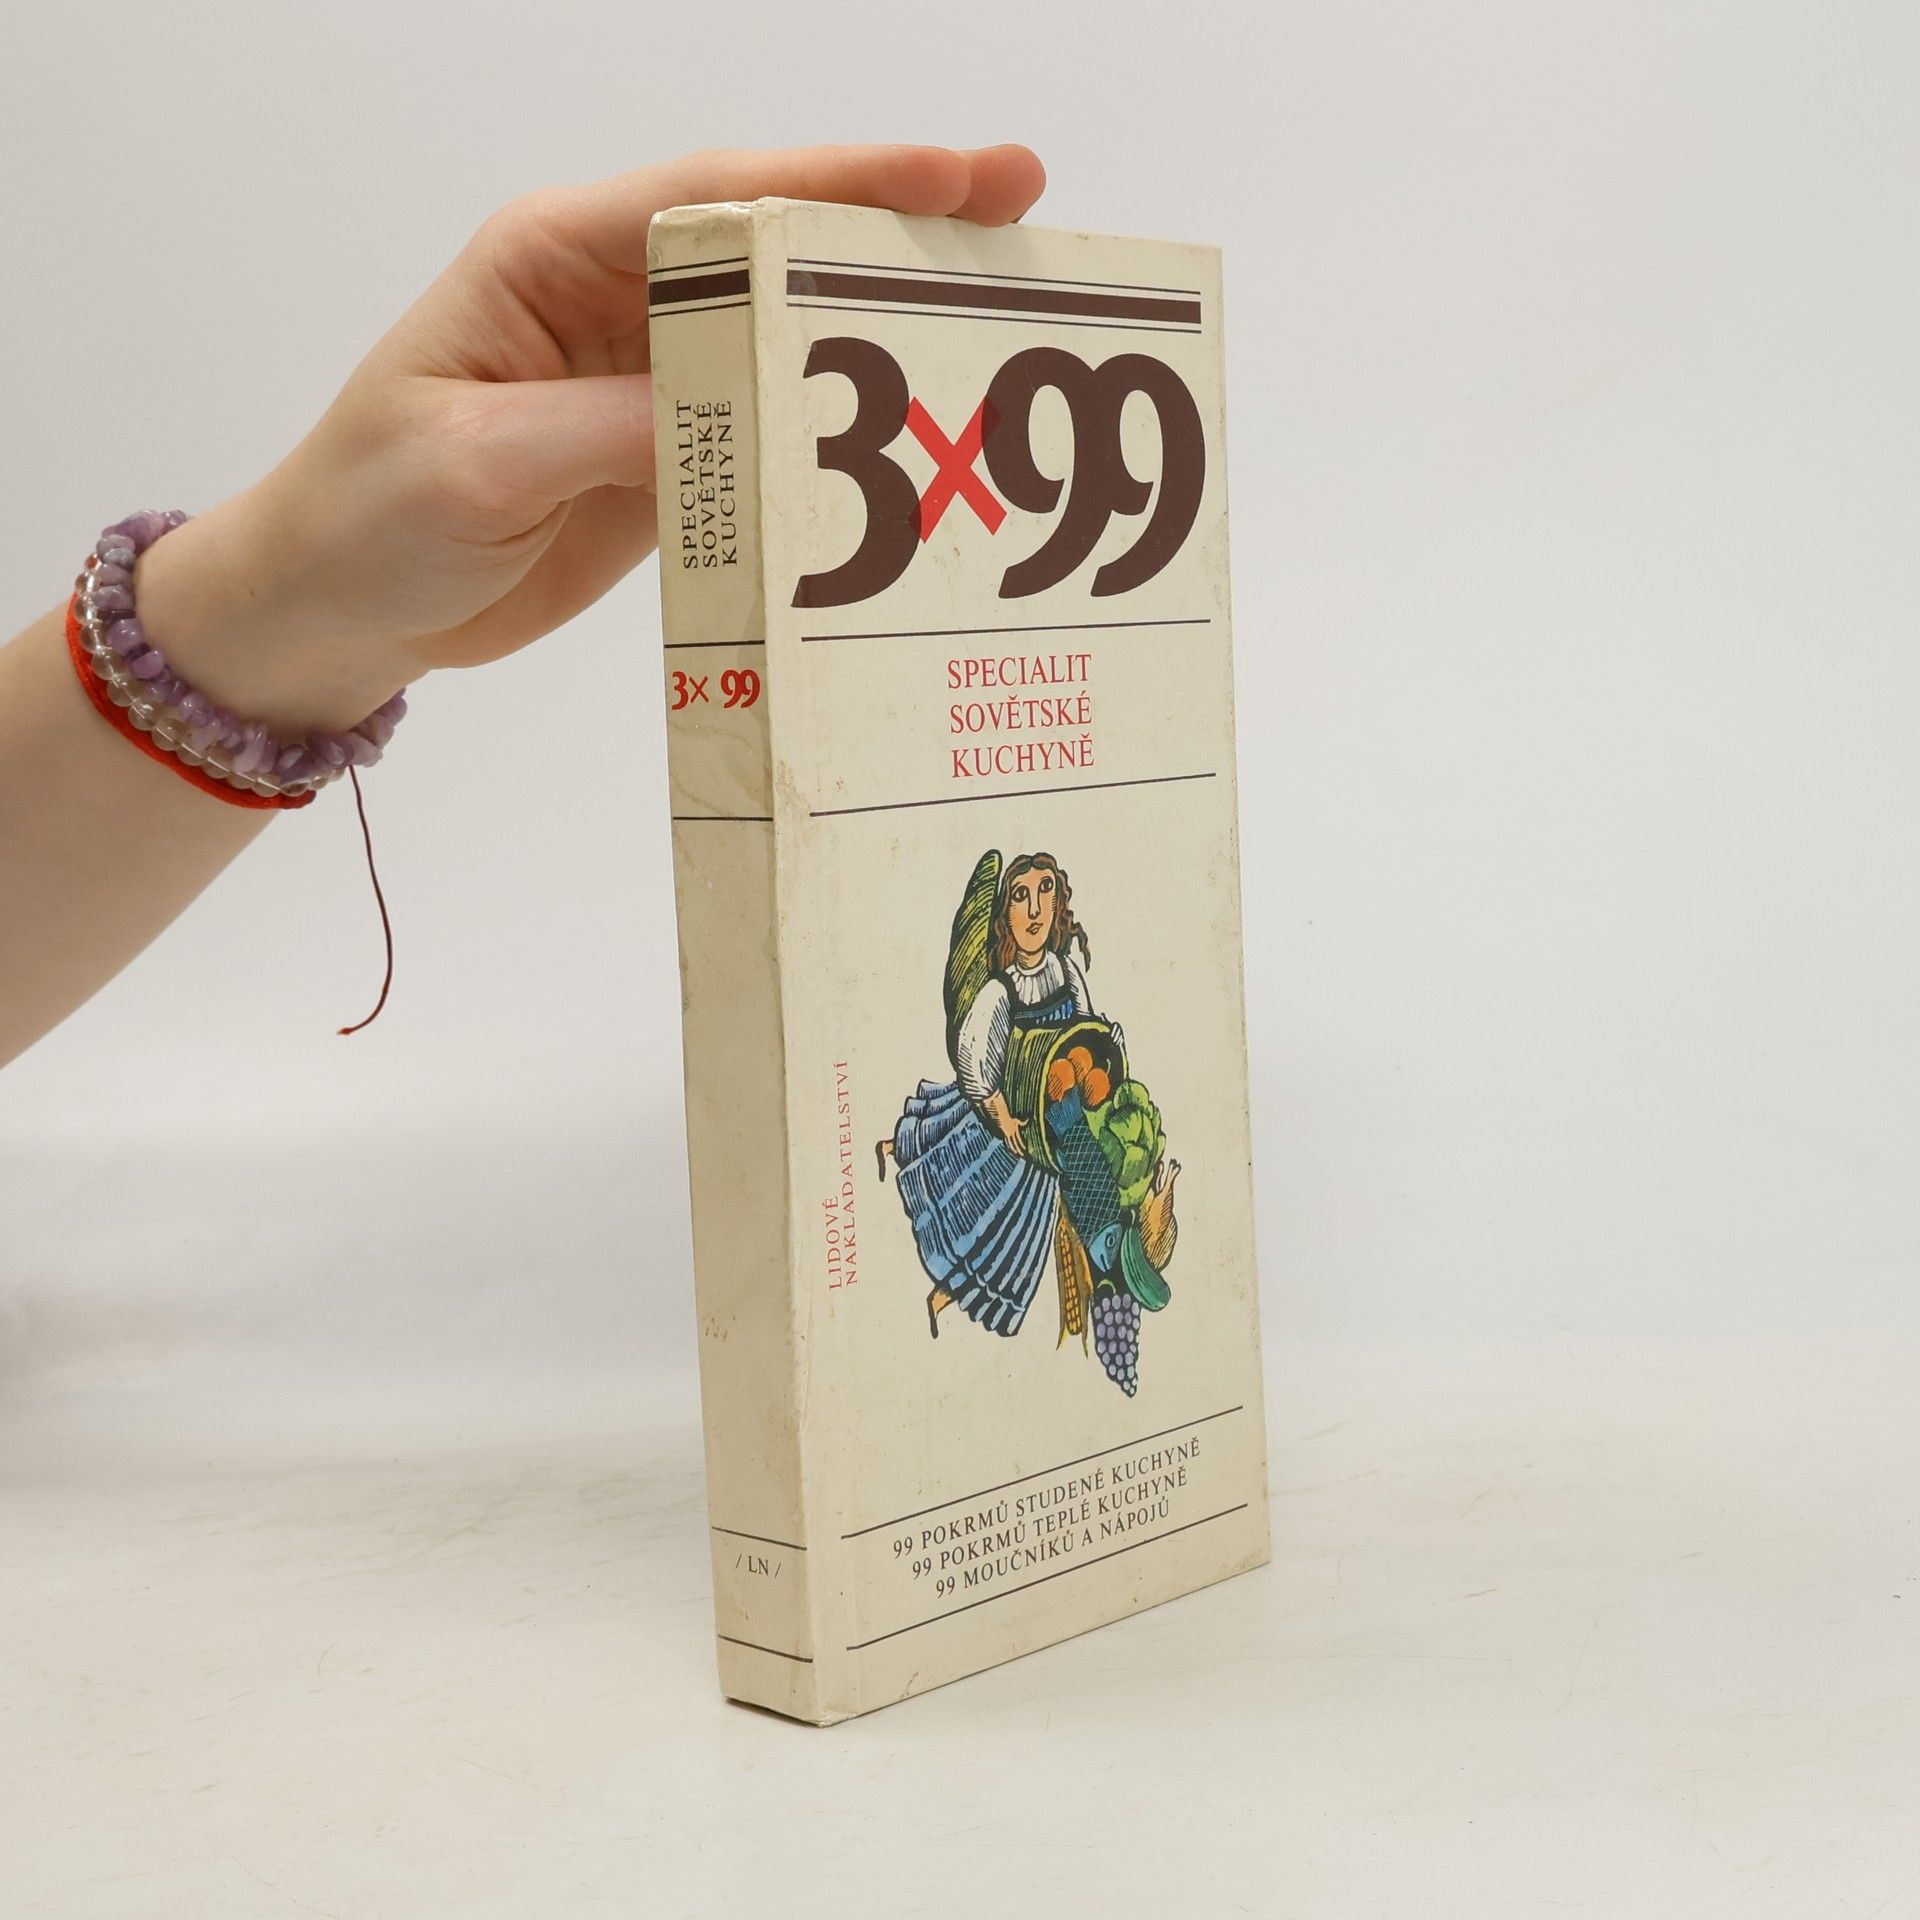 SPECIALIT
SOVĚTSKÉ
KUCHYNĚ
3× 99
/ LN /
3×99
SPECIALIT
SOVĚTSKÉ
KUCHYNĚ
LIDOVÉ
NAKLADATELSTVÍ
99 POKRMŮ STUDENÉ KUCHYNĚ
99 POKRMŮ TEPLÉ KUCHYNĚ
99 MOUČNÍKŮ A NÁPOJŮ